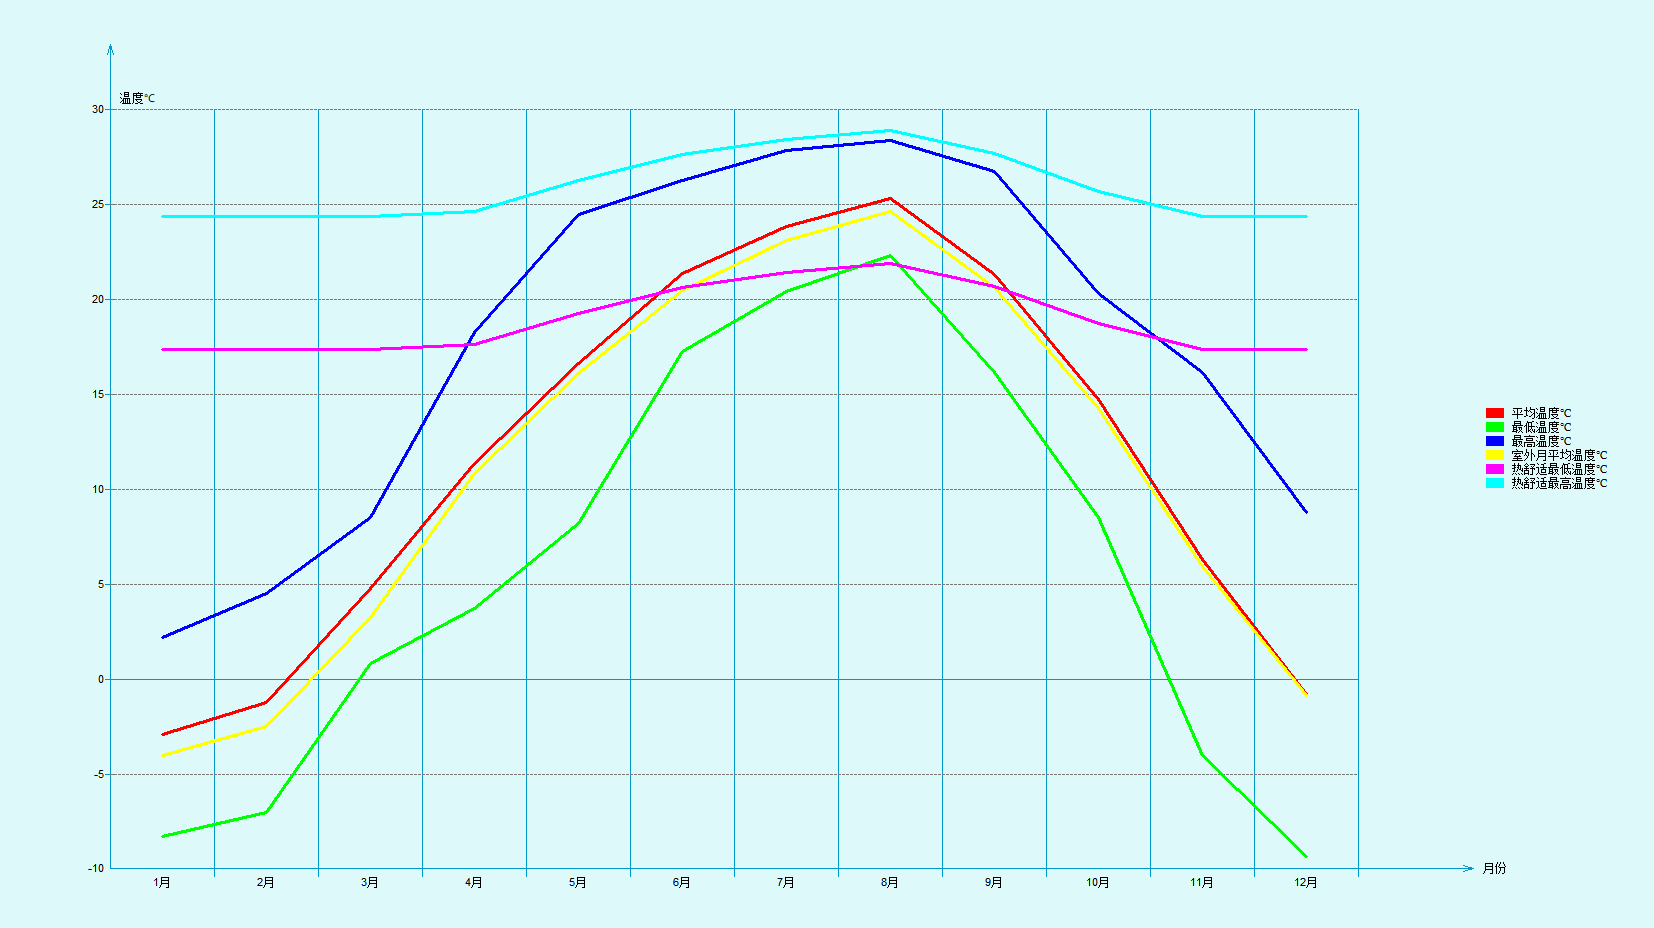 温度℃
30
25
20
15
10
5
0
-5
-10
1月 2月 3月 4月 5月 6月 7月 8月 9月 10月 11月 12月
月份
平均温度℃
最低温度℃
最高温度℃
室外月平均温度℃
热舒适最低温度℃
热舒适最高温度℃